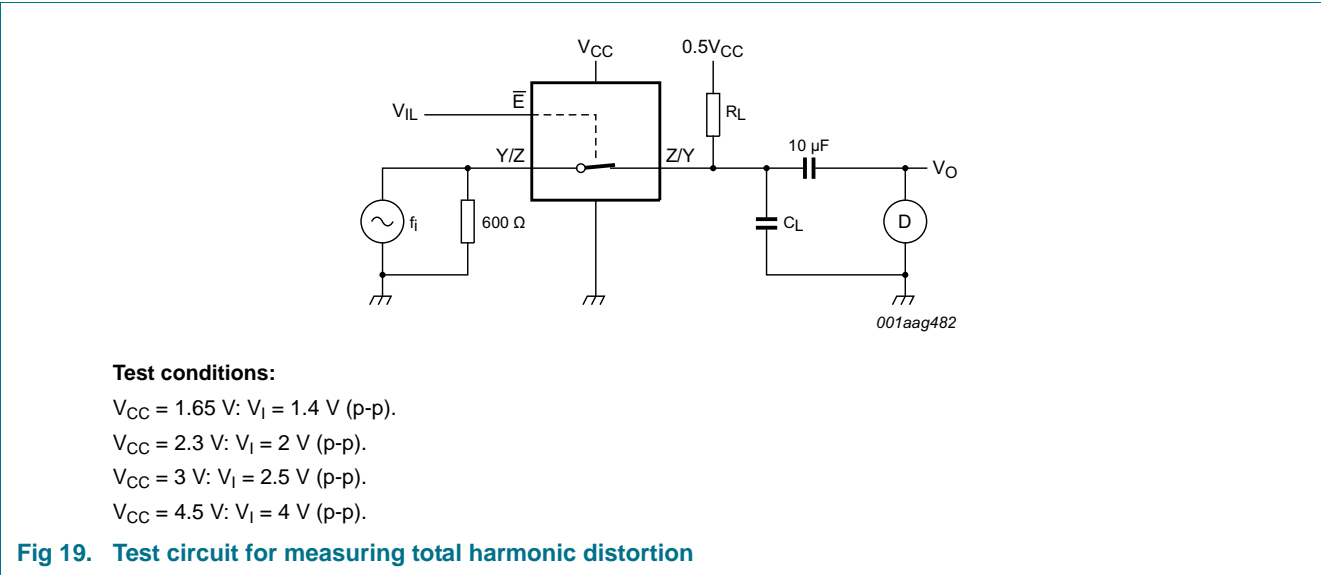 VCC
0.5VCC
E̅
VIL
RL
Y/Z
Z/Y
10 µF
VO
fi
600 Ω
CL
D
001aag482
Test conditions:
VCC = 1.65 V: VI = 1.4 V (p-p).
VCC = 2.3 V: VI = 2 V (p-p).
VCC = 3 V: VI = 2.5 V (p-p).
VCC = 4.5 V: VI = 4 V (p-p).
Fig 19. Test circuit for measuring total harmonic distortion